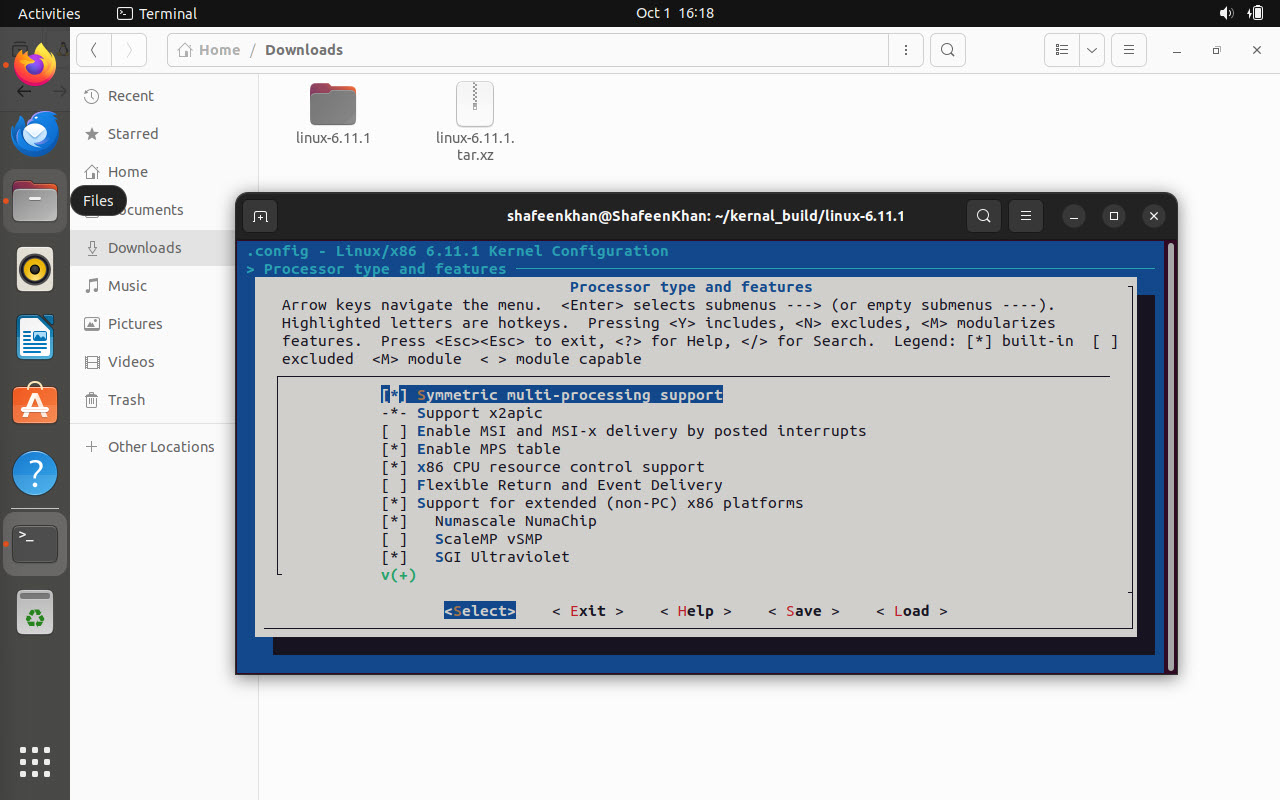 Activities
Terminal
Oct 1 16:18
Home / Downloads
Recent
Starred
Home
Files
ocuments
Downloads
Music
Pictures
Videos
Trash
Other Locations
linux-6.11.1
linux-6.11.1.
tar.xz
shafeenkhan@ShafeenKhan: ~/kernal_build/linux-6.11.1
.config - Linux/x86 6.11.1 Kernel Configuration
> Processor type and features
Processor type and features
Arrow keys navigate the menu.  <Enter> selects submenus ---> (or empty submenus ----).
Highlighted letters are hotkeys.  Pressing <Y> includes, <N> excludes, <M> modularizes
features.  Press <Esc><Esc> to exit, <?> for Help, </> for Search.  Legend: [*] built-in  [ ]
excluded  <M> module  < > module capable
[*] Symmetric multi-processing support
-*- Support x2apic
[ ] Enable MSI and MSI-x delivery by posted interrupts
[*] Enable MPS table
[*] x86 CPU resource control support
[ ] Flexible Return and Event Delivery
[*] Support for extended (non-PC) x86 platforms
[*]   Numascale NumaChip
[ ]   ScaleMP vSMP
[*]   SGI Ultraviolet
v(+)
<Select>    < Exit >    < Help >    < Save >    < Load >